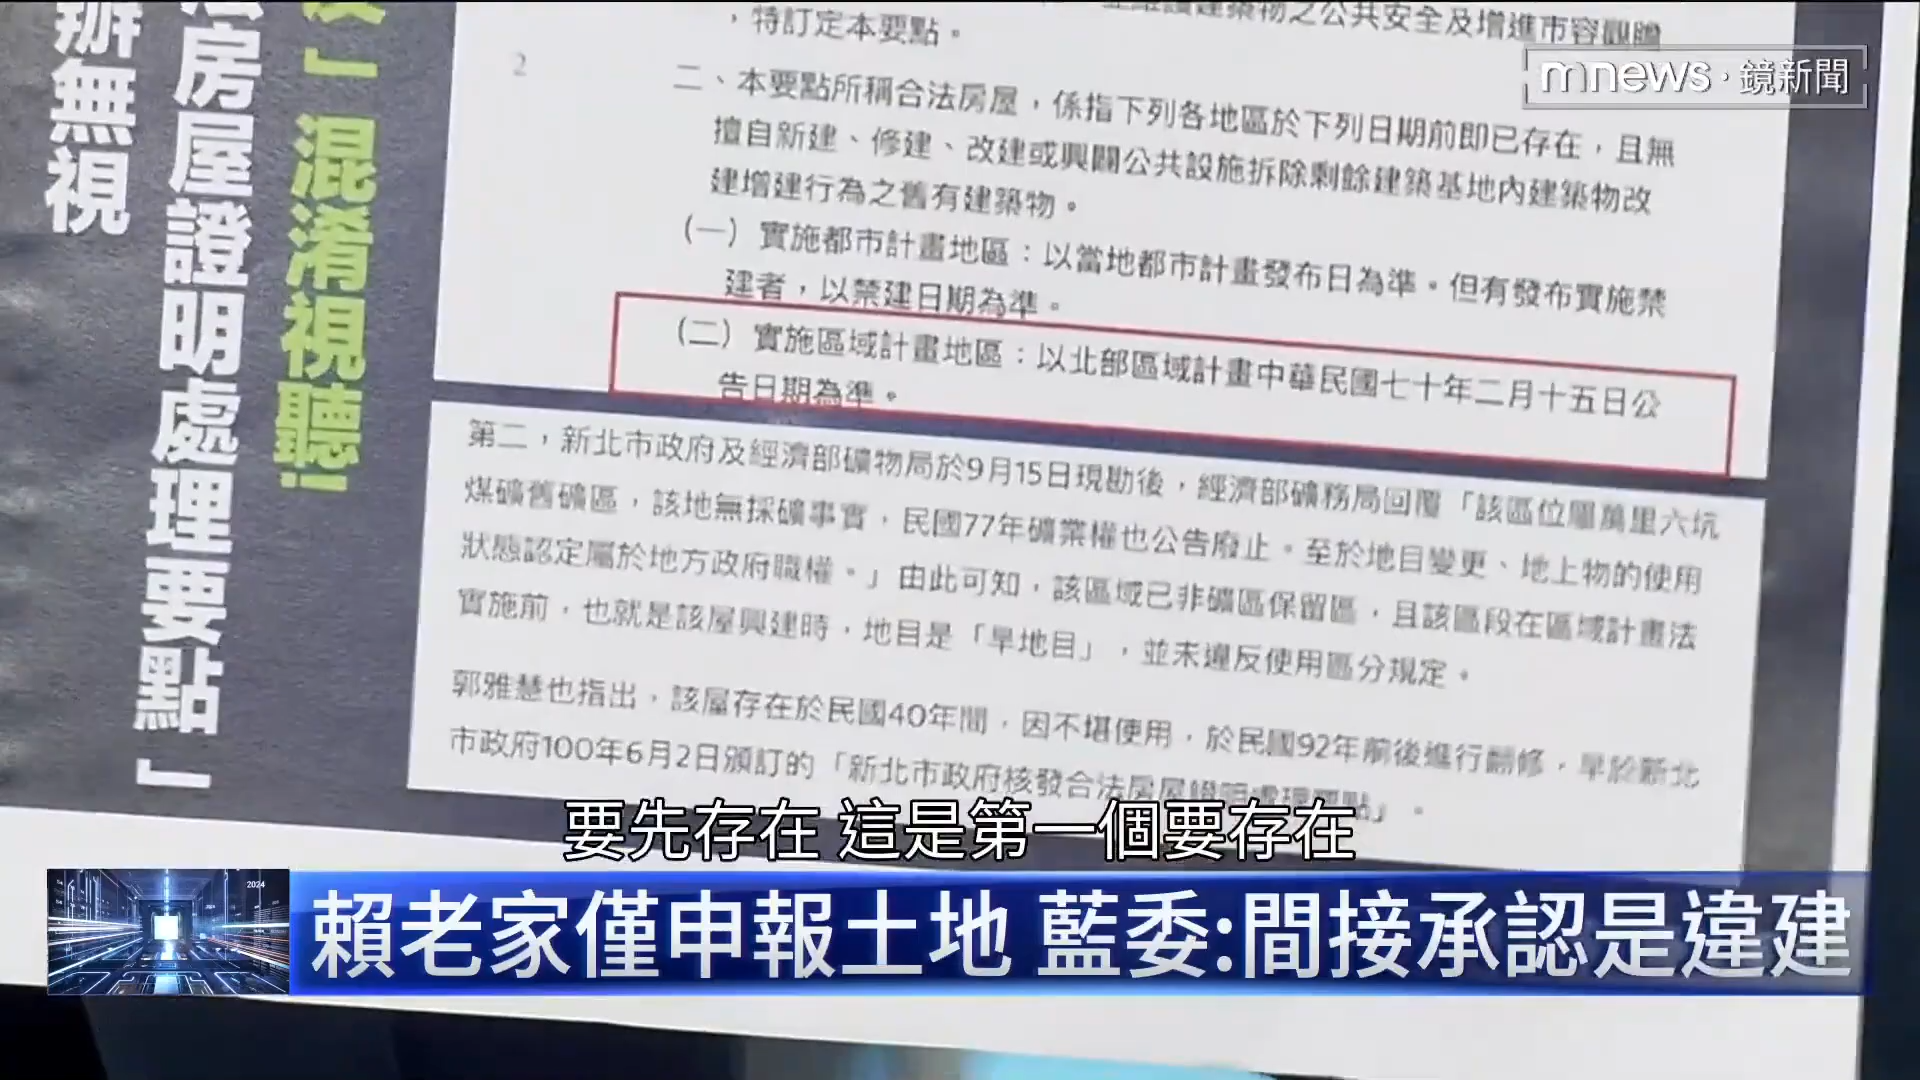 mnews·鏡新聞
」混淆視聽!
房屋證明處理要點」
辦無視
,特訂定本要點。
2
二、本要點所稱合法房屋,係指下列各地區於下列日期前即已存在,且無
擅自新建、修建、改建或興闢公共設施拆除剩餘建築基地內建築物改
建增建行為之舊有建築物。
(一)實施都市計畫地區:以當地都市計畫發布日為準。但有發布實施禁
建者,以禁建日期為準。
(二)實施區域計畫地區:以北部區域計畫中華民國七十年二月十五日公
告日期為準。
第二,新北市政府及經濟部礦物局於9月15日現勘後,經濟部礦務局回覆「該區位屬萬里六坑
煤礦舊礦區,該地無採礦事實,民國77年礦業權也公告廢止。至於地目變更、地上物的使用
狀態認定屬於地方政府職權。」由此可知,該區域已非礦區保留區,且該區段在區域計畫法
實施前,也就是該屋興建時,地目是「旱地目」,並未違反使用區分規定。
郭雅慧也指出,該屋存在於民國40年間,因不堪使用,於民國92年前後進行翻修,早於新北
市政府100年6月2日頒訂的「新北市政府核發合法房屋證明處理要點」。
要先存在 這是第一個要存在
2024
賴老家僅申報土地 藍委:間接承認是違建